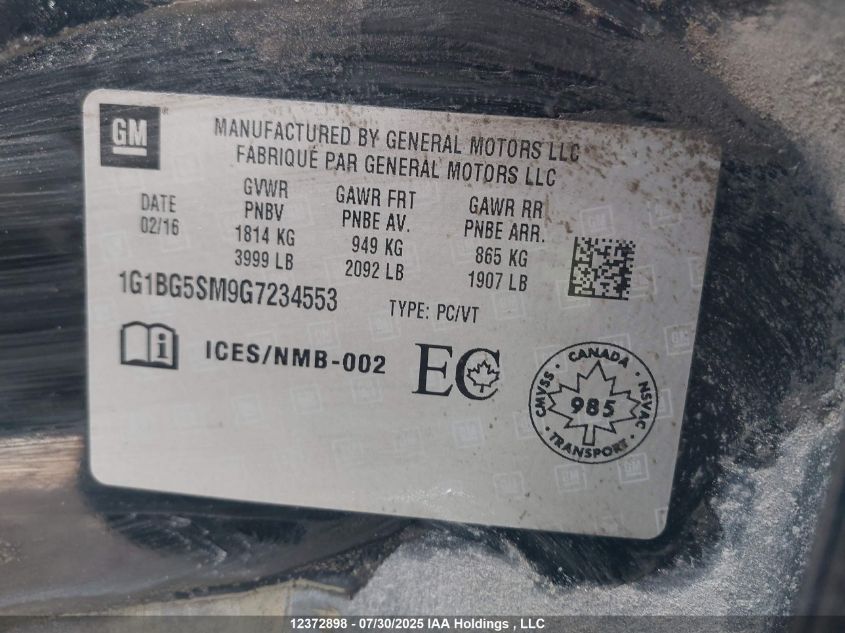 GM
MANUFACTURED BY GENERAL MOTORS LLC
FABRIQUÉ PAR GENERAL MOTORS LLC
DATE
02/16
GVWR
PNBV
1814 KG
3999 LB
GAWR FRT
PNBE AV.
949 KG
2092 LB
GAWR RR
PNBE ARR.
865 KG
1907 LB
1G1BG5SM9G7234553
TYPE: PC/VT
i ICES/NMB-002
EC
CANADA
CMVSS 985 NSVAC
TRANSPORT
12372898 - 07/30/2025 IAA Holdings , LLC